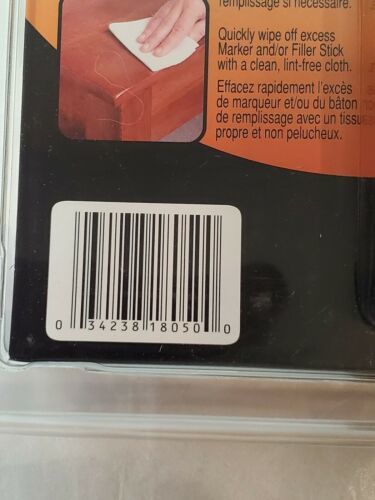 remplissage si nécessaire.
Quickly wipe off excess
Marker and/or Filler Stick
with a clean, lint-free cloth.
Effacez rapidement l'excès
de marqueur et/ou du bâton
de remplissage avec un tissu
propre et non pelucheux.
0 34238 18050 0